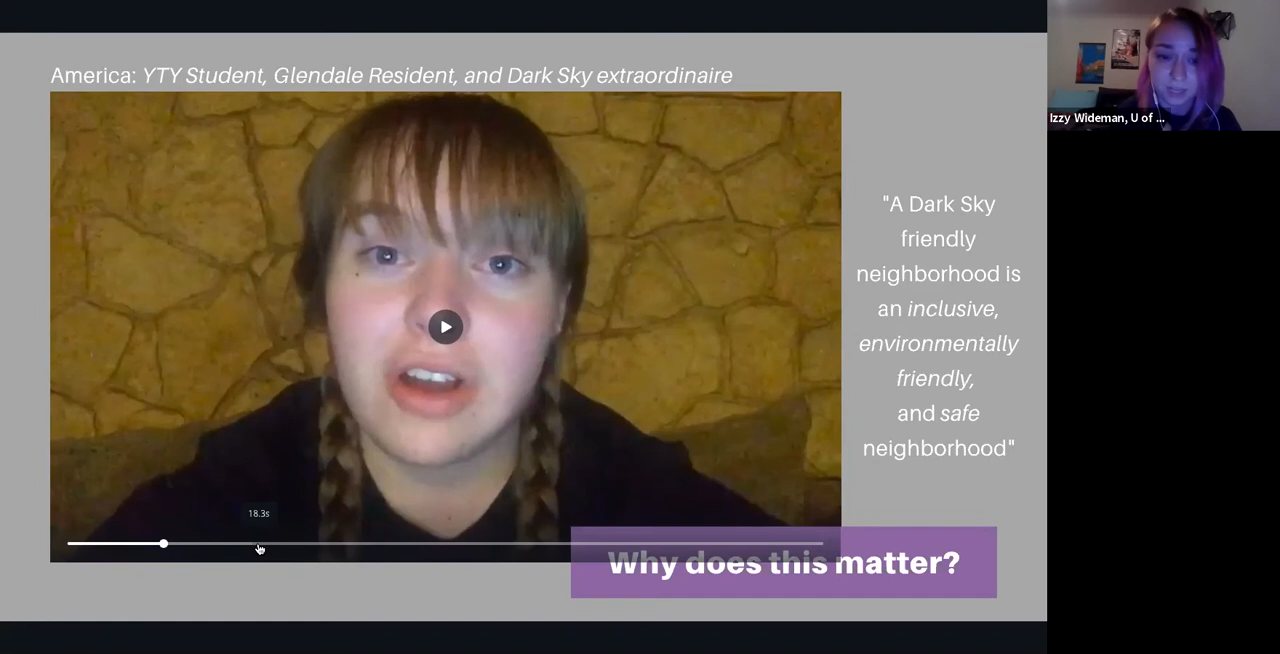 America: YTY Student, Glendale Resident, and Dark Sky extraordinaire
Izzy Wideman, U of ...
"A Dark Sky
friendly
neighborhood is
an inclusive,
environmentally
friendly,
and safe
neighborhood"
18.3s
Why does this matter?